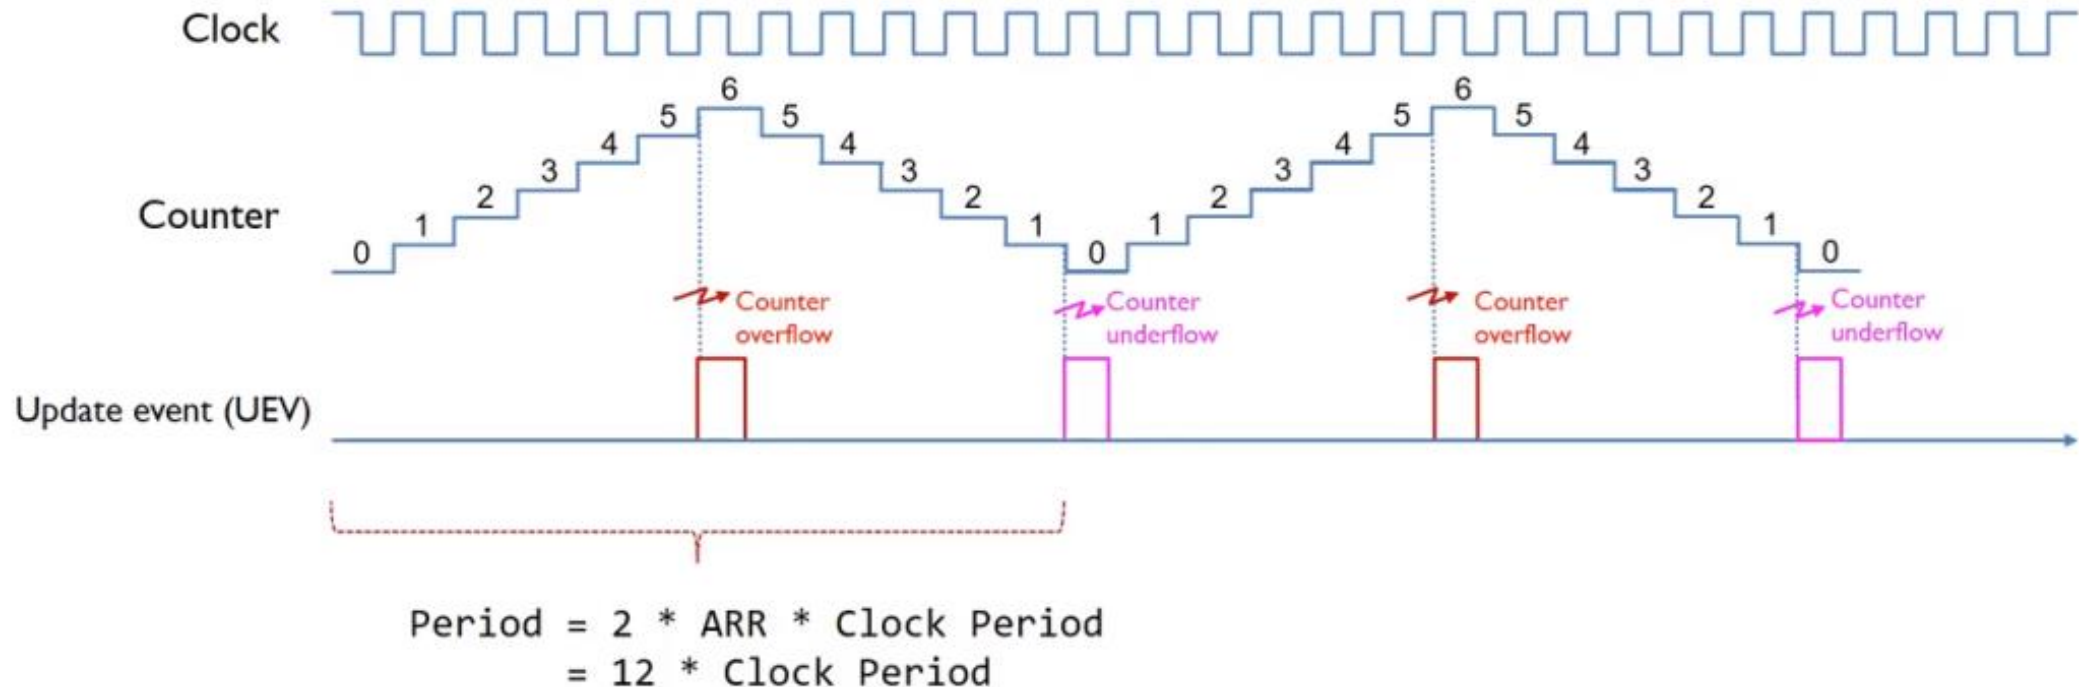 Clock
6
6
5
5
5
5
4
4
4
4
3
3
3
3
2
2
2
2
Counter
1
1
1
1
0
0
0
Counter
overflow
Counter
underflow
Counter
overflow
Counter
underflow
Update event (UEV)
Period = 2 * ARR * Clock Period
= 12 * Clock Period